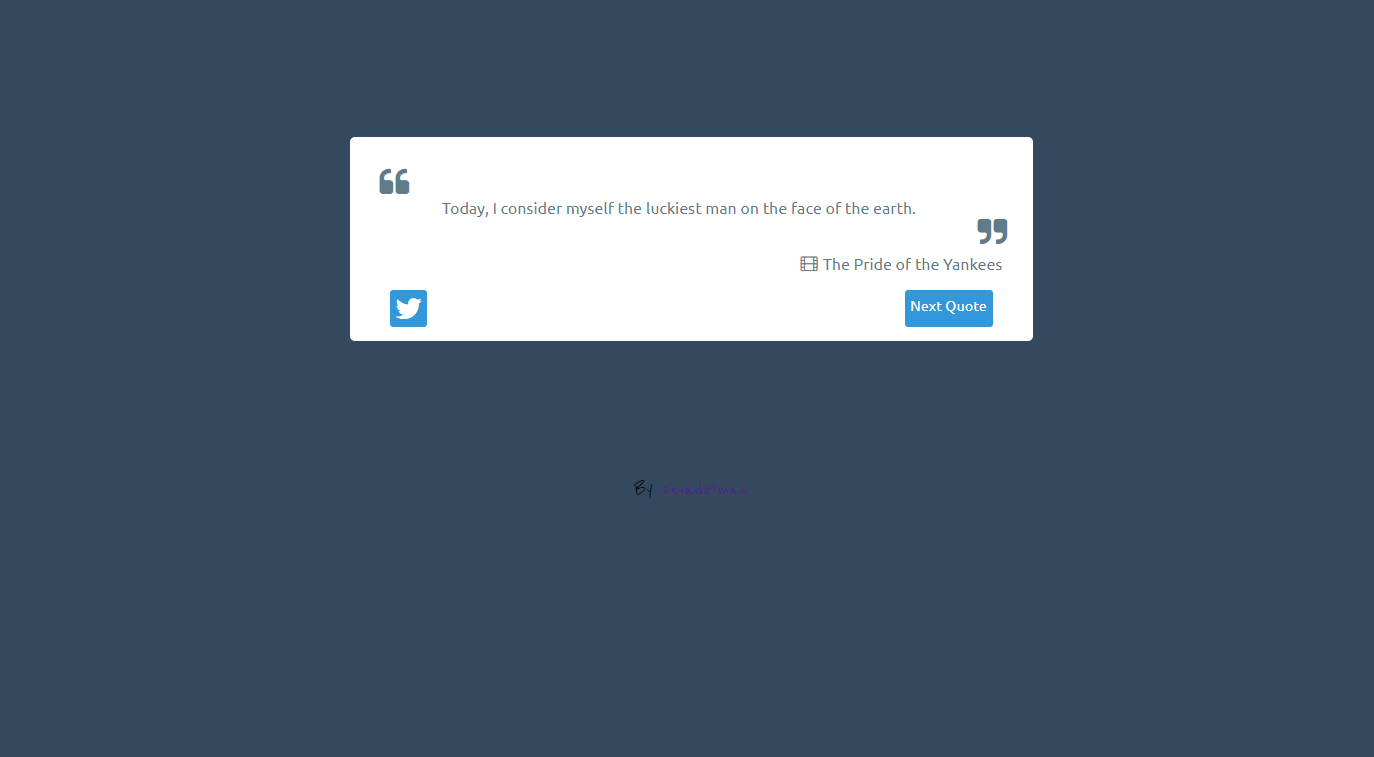 Today, I consider myself the luckiest man on the face of the earth.
The Pride of the Yankees
Next Quote
By